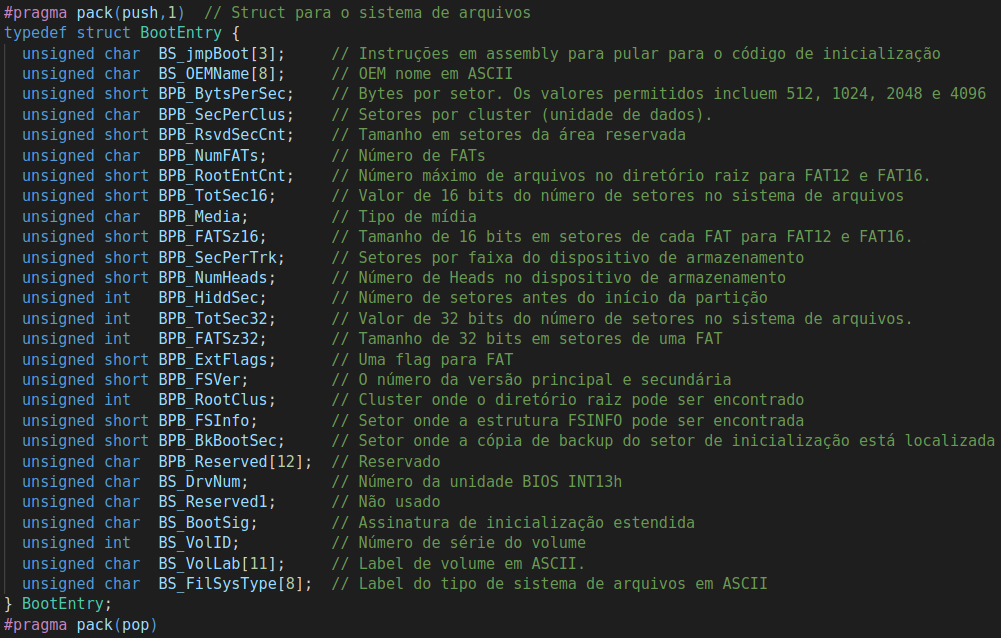 #pragma pack(push,1)  // Struct para o sistema de arquivos
typedef struct BootEntry {
  unsigned char  BS_jmpBoot[3];     // Instruções em assembly para pular para o código de inicialização
  unsigned char  BS_OEMName[8];     // OEM nome em ASCII
  unsigned short BPB_BytsPerSec;    // Bytes por setor. Os valores permitidos incluem 512, 1024, 2048 e 4096
  unsigned char  BPB_SecPerClus;    // Setores por cluster (unidade de dados).
  unsigned short BPB_RsvdSecCnt;    // Tamanho em setores da área reservada
  unsigned char  BPB_NumFATs;       // Número de FATs
  unsigned short BPB_RootEntCnt;    // Número máximo de arquivos no diretório raiz para FAT12 e FAT16.
  unsigned short BPB_TotSec16;      // Valor de 16 bits do número de setores no sistema de arquivos
  unsigned char  BPB_Media;         // Tipo de mídia
  unsigned short BPB_FATSz16;       // Tamanho de 16 bits em setores de cada FAT para FAT12 e FAT16.
  unsigned short BPB_SecPerTrk;     // Setores por faixa do dispositivo de armazenamento
  unsigned short BPB_NumHeads;      // Número de Heads no dispositivo de armazenamento
  unsigned int   BPB_HiddSec;       // Número de setores antes do início da partição
  unsigned int   BPB_TotSec32;      // Valor de 32 bits do número de setores no sistema de arquivos.
  unsigned int   BPB_FATSz32;       // Tamanho de 32 bits em setores de uma FAT
  unsigned short BPB_ExtFlags;      // Uma flag para FAT
  unsigned short BPB_FSVer;         // O número da versão principal e secundária
  unsigned int   BPB_RootClus;      // Cluster onde o diretório raiz pode ser encontrado
  unsigned short BPB_FSInfo;        // Setor onde a estrutura FSINFO pode ser encontrada
  unsigned short BPB_BkBootSec;     // Setor onde a cópia de backup do setor de inicialização está localizada
  unsigned char  BPB_Reserved[12];  // Reservado
  unsigned char  BS_DrvNum;         // Número da unidade BIOS INT13h
  unsigned char  BS_Reserved1;      // Não usado
  unsigned char  BS_BootSig;        // Assinatura de inicialização estendida
  unsigned int   BS_VolID;          // Número de série do volume
  unsigned char  BS_VolLab[11];     // Label de volume em ASCII.
  unsigned char  BS_FilSysType[8];  // Label do tipo de sistema de arquivos em ASCII
} BootEntry;
#pragma pack(pop)